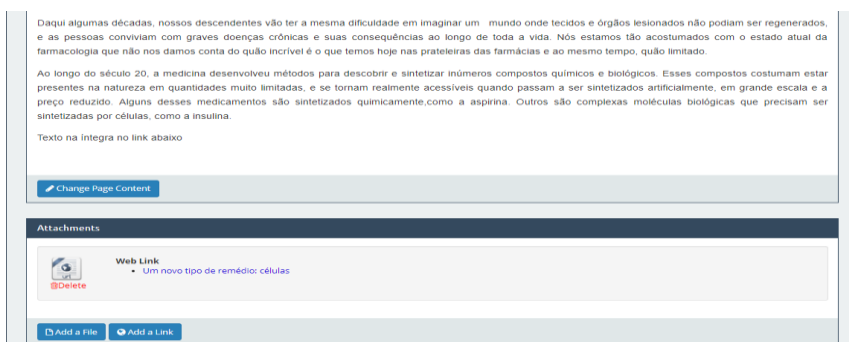 Daqui algumas décadas, nossos descendentes vão ter a mesma dificuldade em imaginar um mundo onde tecidos e órgãos lesionados não podiam ser regenerados,
e as pessoas conviviam com graves doenças crônicas e suas consequências ao longo de toda a vida. Nós estamos tão acostumados com o estado atual da
farmacologia que não nos damos conta do quão incrível é o que temos hoje nas prateleiras das farmácias e ao mesmo tempo, quão limitado.
Ao longo do século 20, a medicina desenvolveu métodos para descobrir e sintetizar inúmeros compostos químicos e biológicos. Esses compostos costumam estar
presentes na natureza em quantidades muito limitadas, e se tornam realmente acessíveis quando passam a ser sintetizados artificialmente, em grande escala e a
preço reduzido. Alguns desses medicamentos são sintetizados quimicamente,como a aspirina. Outros são complexas moléculas biológicas que precisam ser
sintetizadas por células, como a insulina.
Texto na íntegra no link abaixo
Change Page Content
Attachments
Web Link
Um novo tipo de remédio: células
url
Delete
Add a File
Add a Link